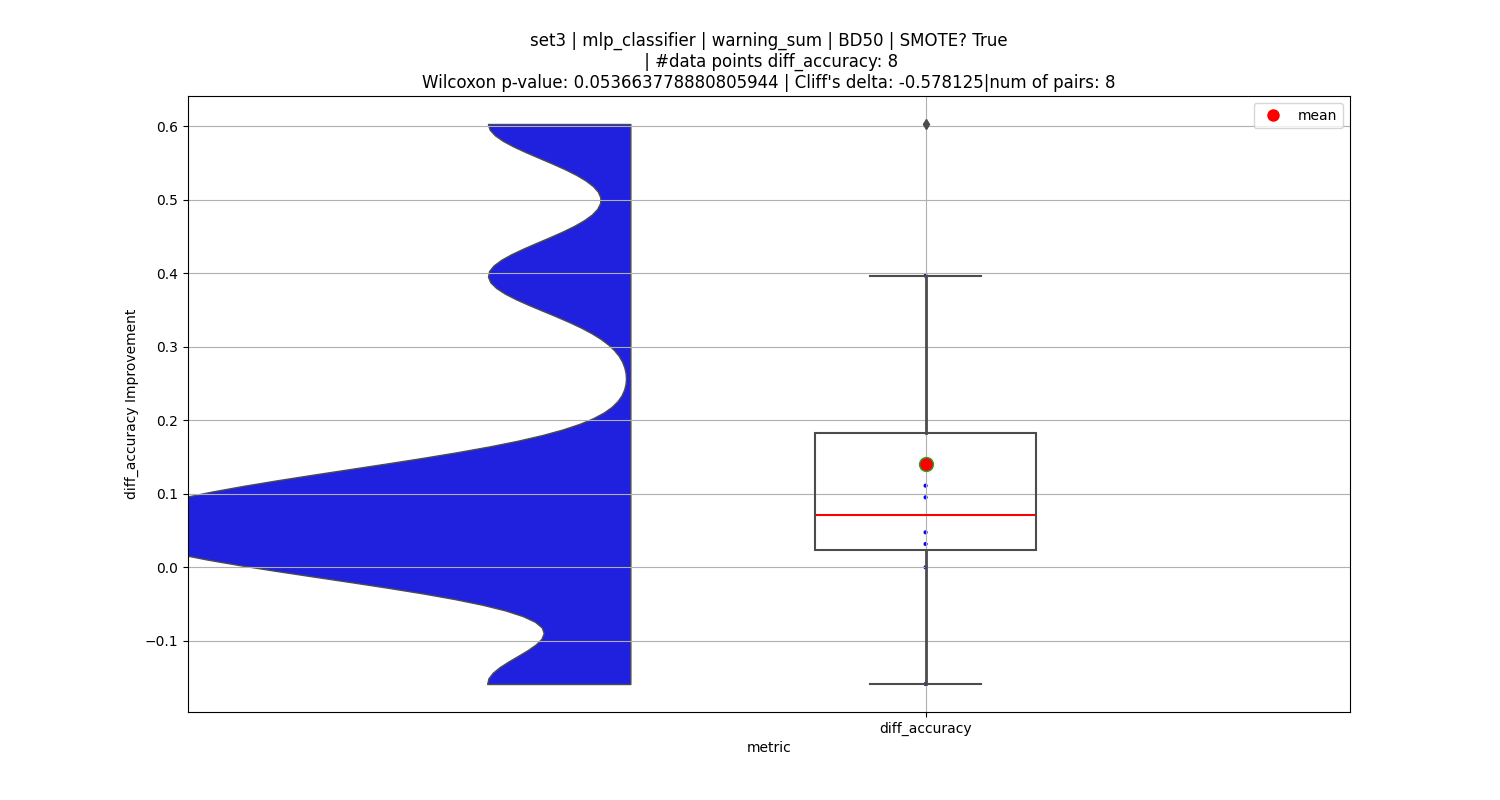 set3 | mlp_classifier | warning_sum | BD50 | SMOTE? True
| #data points diff_accuracy: 8
Wilcoxon p-value: 0.053663778880805944 | Cliff's delta: -0.578125|num of pairs: 8
mean
0.6
0.5
0.4
0.3
0.2
0.1
0.0
−0.1
diff_accuracy Improvement
diff_accuracy
metric